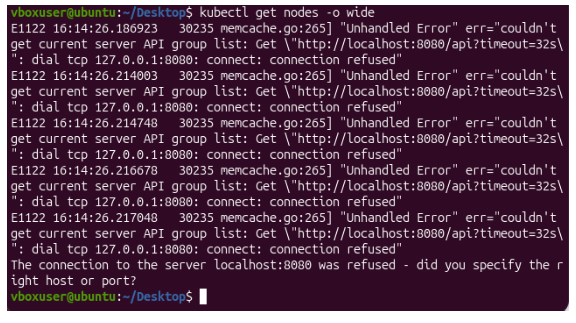 vboxuser@ubuntu:~/Desktop$ kubectl get nodes -o wide
E1122 16:14:26.186923   30235 memcache.go:265] "Unhandled Error" err="couldn't
get current server API group list: Get \"http://localhost:8080/api?timeout=32s\
": dial tcp 127.0.0.1:8080: connect: connection refused"
E1122 16:14:26.214003   30235 memcache.go:265] "Unhandled Error" err="couldn't
get current server API group list: Get \"http://localhost:8080/api?timeout=32s\
": dial tcp 127.0.0.1:8080: connect: connection refused"
E1122 16:14:26.214748   30235 memcache.go:265] "Unhandled Error" err="couldn't
get current server API group list: Get \"http://localhost:8080/api?timeout=32s\
": dial tcp 127.0.0.1:8080: connect: connection refused"
E1122 16:14:26.216678   30235 memcache.go:265] "Unhandled Error" err="couldn't
get current server API group list: Get \"http://localhost:8080/api?timeout=32s\
": dial tcp 127.0.0.1:8080: connect: connection refused"
E1122 16:14:26.217048   30235 memcache.go:265] "Unhandled Error" err="couldn't
get current server API group list: Get \"http://localhost:8080/api?timeout=32s\
": dial tcp 127.0.0.1:8080: connect: connection refused"
The connection to the server localhost:8080 was refused - did you specify the r
ight host or port?
vboxuser@ubuntu:~/Desktop$